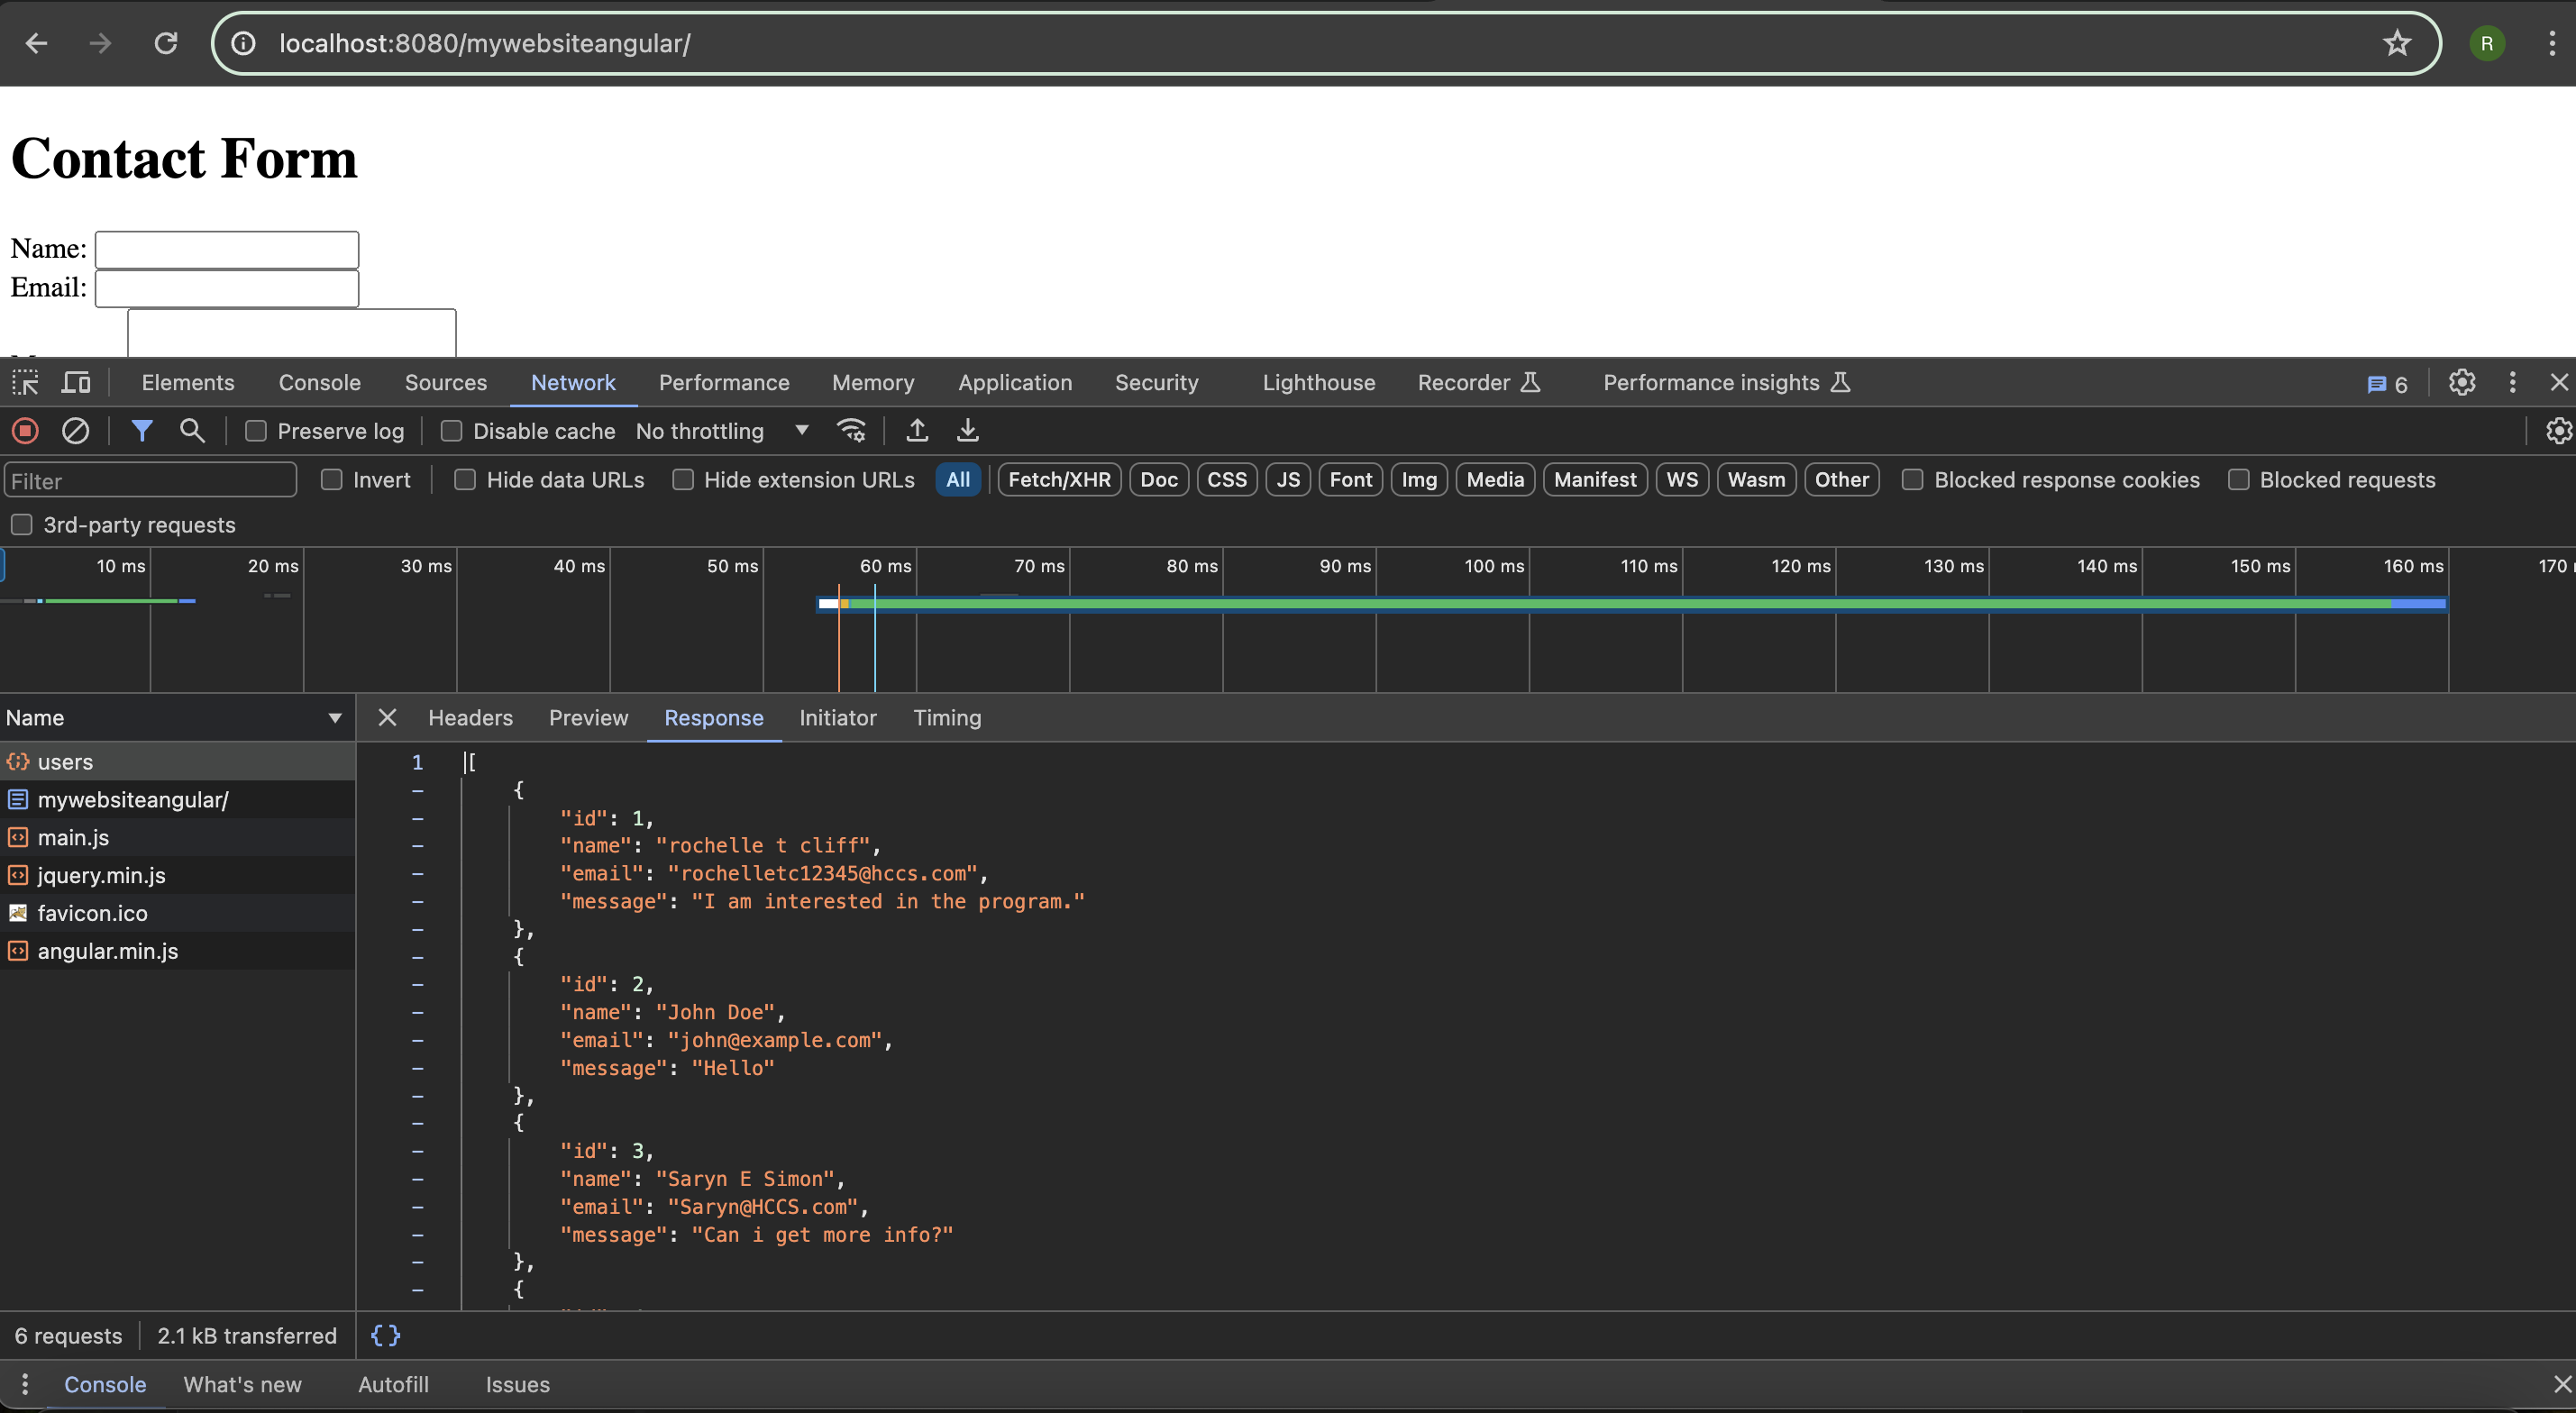 localhost:8080/mywebsiteangular/
R
Contact Form
Name:
Email:
Elements Console Sources Network Performance Memory Application Security Lighthouse Recorder Performance insights 6
Preserve log Disable cache No throttling
Filter Invert Hide data URLs Hide extension URLs All Fetch/XHR Doc CSS JS Font Img Media Manifest WS Wasm Other Blocked response cookies Blocked requests
3rd-party requests
10 ms 20 ms 30 ms 40 ms 50 ms 60 ms 70 ms 80 ms 90 ms 100 ms 110 ms 120 ms 130 ms 140 ms 150 ms 160 ms 170
Name Headers Preview Response Initiator Timing
users
mywebsiteangular/
main.js
jquery.min.js
favicon.ico
angular.min.js
1 [
- {
- "id": 1,
- "name": "rochelle t cliff",
- "email": "rochelletc12345@hccs.com",
- "message": "I am interested in the program."
- },
- {
- "id": 2,
- "name": "John Doe",
- "email": "john@example.com",
- "message": "Hello"
- },
- {
- "id": 3,
- "name": "Saryn E Simon",
- "email": "Saryn@HCCS.com",
- "message": "Can i get more info?"
- },
- {
6 requests 2.1 kB transferred {}
Console What's new Autofill Issues